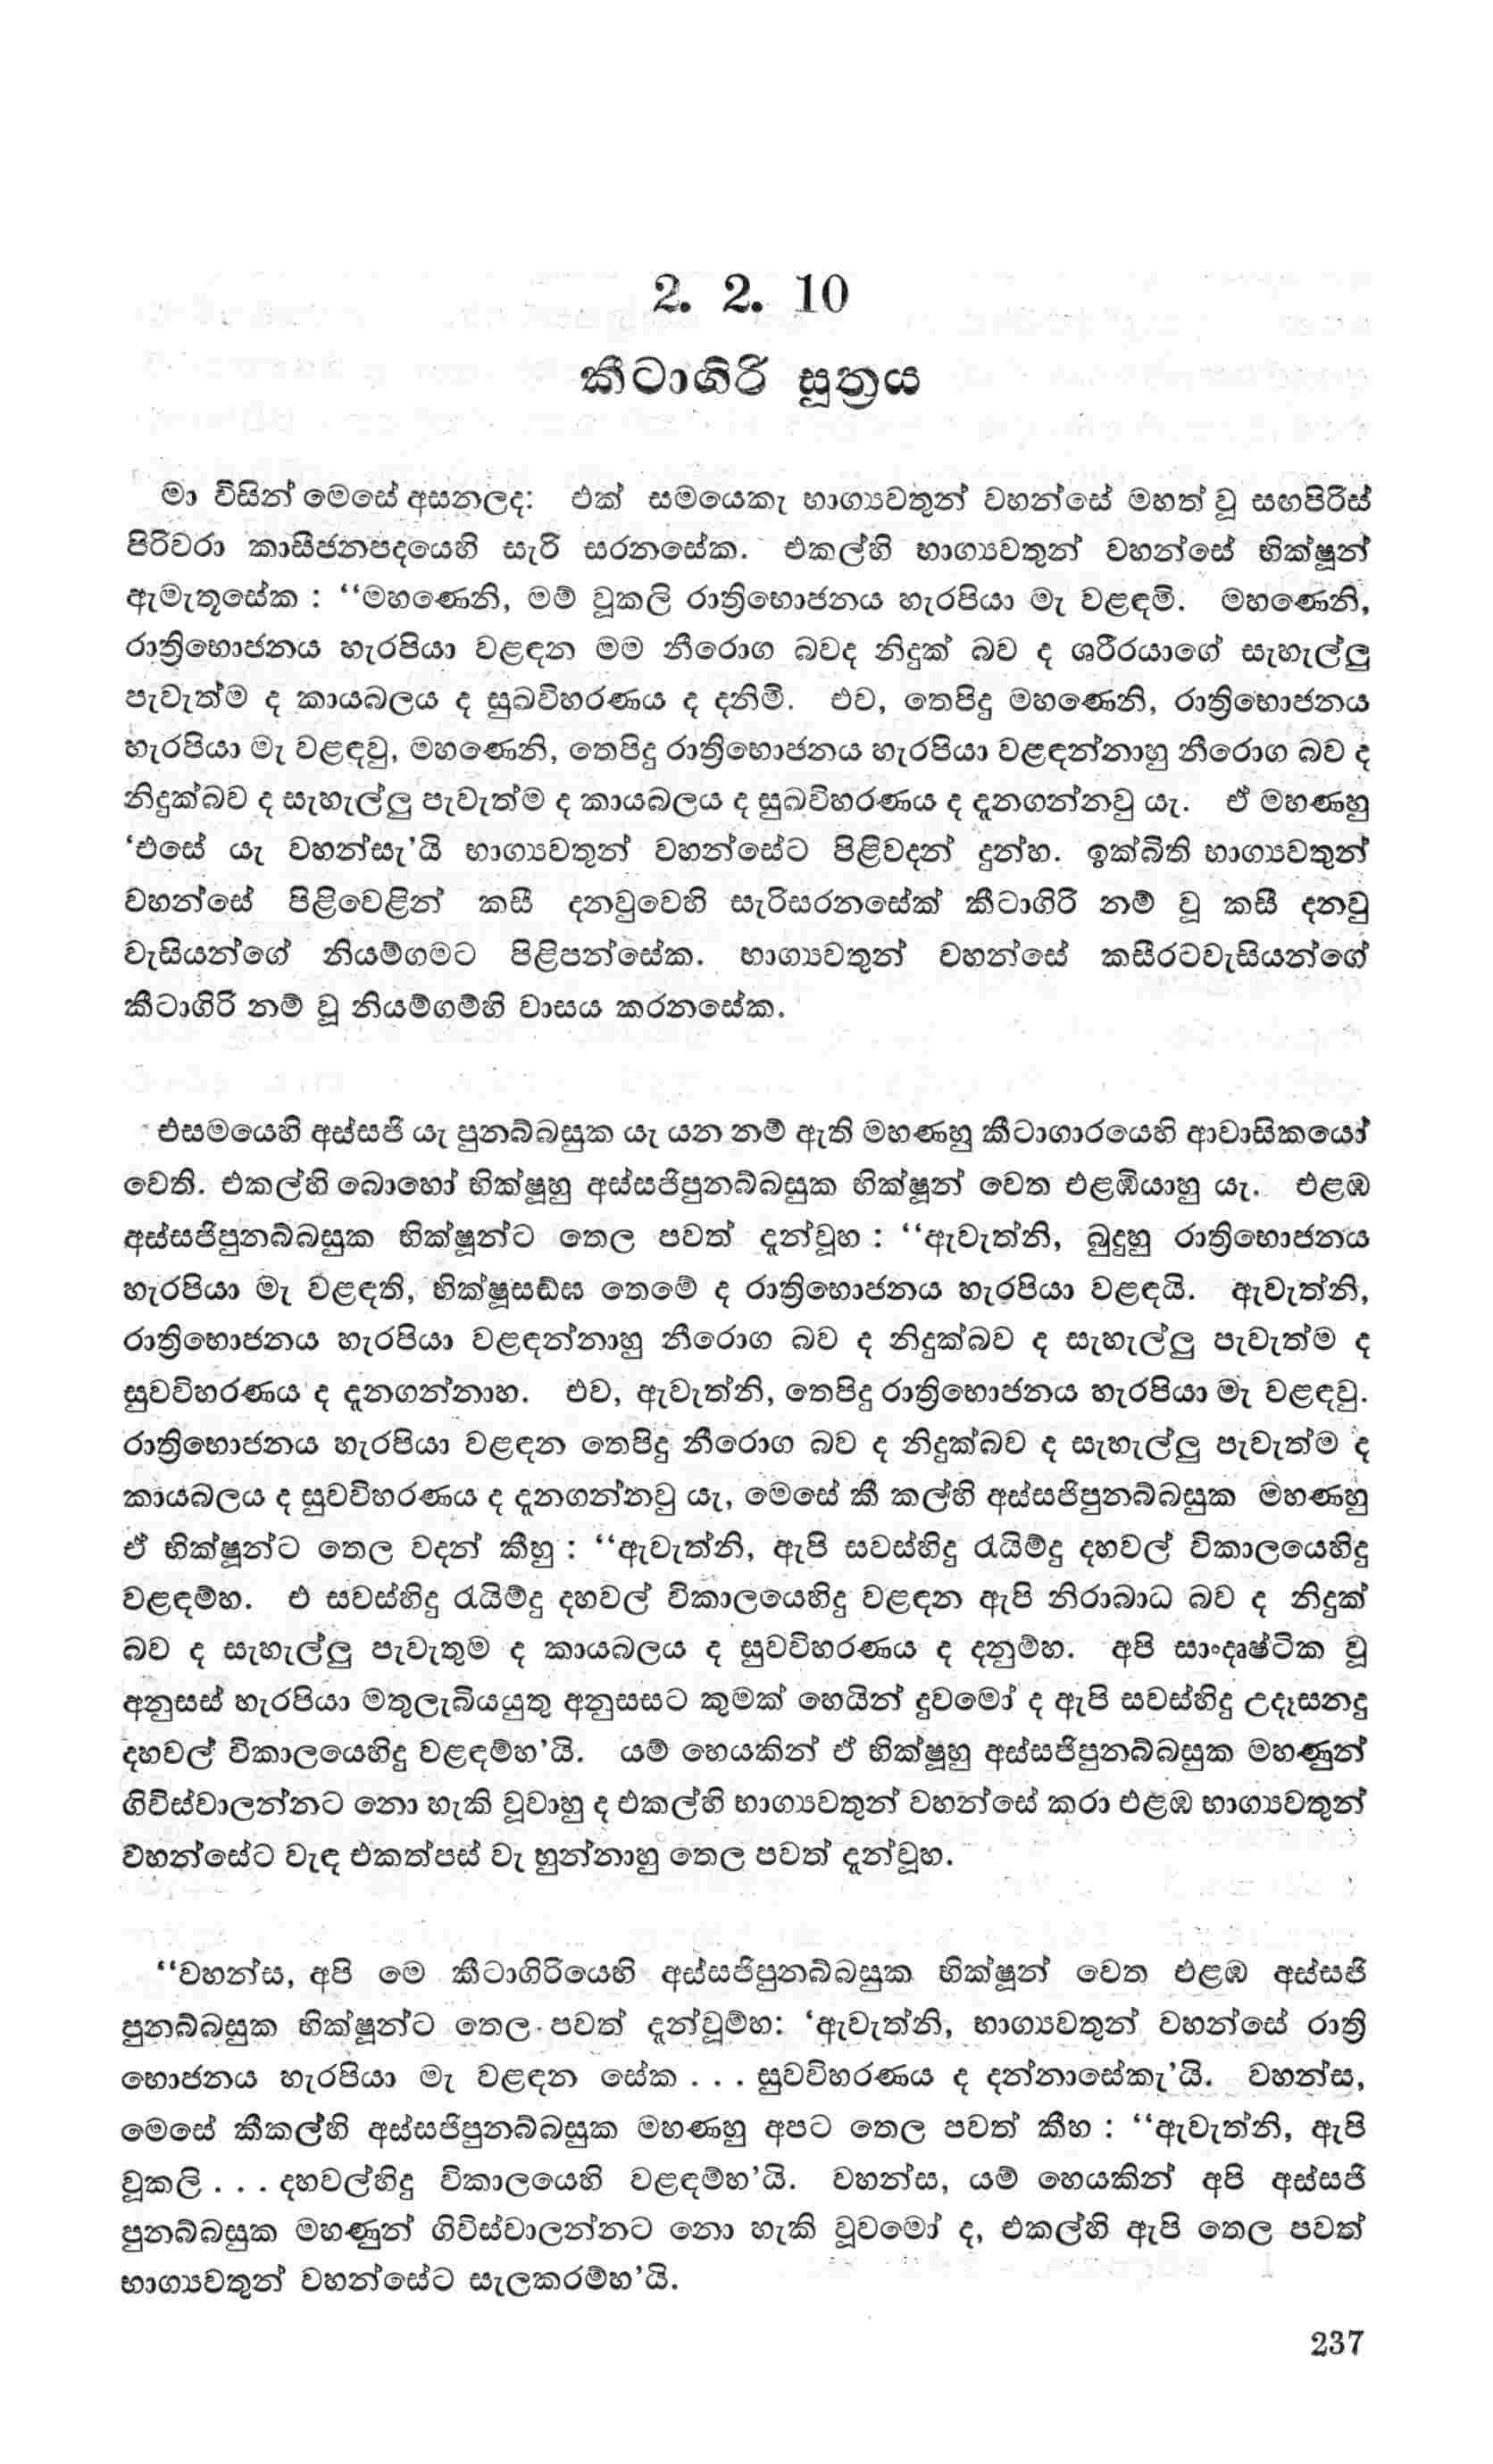 2. 2. 10
කීටාගිරි සූත්‍රය
මා විසින් මෙසේ අසනලද: එක් සමයෙකැ භාග්‍යවතුන් වහන්සේ මහත් වූ සඟපිරිස්
පිරිවරා කාසීජනපදයෙහි සැරි සරනසේක. එකල්හි භාග්‍යවතුන් වහන්සේ භික්ෂූන්
ඇමැතූසේක : “මහණෙනි, මම් වූකලි රාත්‍රිභොජනය හැරපියා මැ වළඳමි. මහණෙනි,
රාත්‍රිභොජනය හැරපියා වළඳන මම නීරොග බවද නිදුක් බව ද ශරීරයාගේ සැහැල්ලු
පැවැත්ම ද කායබලය ද සුඛවිහරණය ද දනිමි. එව, තෙපිදු මහණෙනි, රාත්‍රිභොජනය
හැරපියා මැ වළඳවු, මහණෙනි, තෙපිදු රාත්‍රිභොජනය හැරපියා වළඳන්නාහු නීරොග බව ද
නිදුක්බව ද සැහැල්ලු පැවැත්ම ද කායබලය ද සුඛවිහරණය ද දැනගන්නවු යැ. ඒ මහණහු
‘එසේ යැ වහන්සැ’යි භාග්‍යවතුන් වහන්සේට පිළිවදන් දුන්හ. ඉක්බිති භාග්‍යවතුන්
වහන්සේ පිළිවෙළින් කසී දනවුවෙහි සැරිසරනසේක් කීටාගිරි නම් වූ කසී දනවු
වැසියන්ගේ නියම්ගමට පිළිපන්සේක. භාග්‍යවතුන් වහන්සේ කසීරටවැසියන්ගේ
කීටාගිරි නම් වූ නියම්ගම්හි වාසය කරනසේක.
එසමයෙහි අස්සජි යැ පුනබ්බසුක යැ යන නම් ඇති මහණහු කීටාගාරයෙහි ආවාසිකයෝ
වෙති. එකල්හි බොහෝ භික්ෂූහු අස්සජිපුනබ්බසුක භික්ෂූන් වෙත එළඹියාහු යැ. එළඹ
අස්සජිපුනබ්බසුක භික්ෂූන්ට තෙල පවත් දැන්වූහ : “ඇවැත්නි, බුදුහු රාත්‍රිභොජනය
හැරපියා මැ වළඳති, භික්ෂූසඞ්ඝ තෙමේ ද රාත්‍රිභොජනය හැරපියා වළඳයි. ඇවැත්නි,
රාත්‍රිභොජනය හැරපියා වළඳන්නාහු නීරොග බව ද නිදුක්බව ද සැහැල්ලු පැවැත්ම ද
සුවවිහරණය ද දැනගන්නාහ. එව, ඇවැත්නි, තෙපිදු රාත්‍රිභොජනය හැරපියා මැ වළඳවු.
රාත්‍රිභොජනය හැරපියා වළඳන තෙපිදු නීරොග බව ද නිදුක්බව ද සැහැල්ලු පැවැත්ම ද
කායබලය ද සුවවිහරණය ද දැනගන්නවු යැ, මෙසේ කී කල්හි අස්සජිපුනබ්බසුක මහණහු
ඒ භික්ෂූන්ට තෙල වදන් කීහු : “ඇවැත්නි, ඇපි සවස්හිදු රැයිම්දු දහවල් විකාලයෙහිදු
වළඳම්හ. එ සවස්හිදු රැයිම්දු දහවල් විකාලයෙහිදු වළඳන ඇපි නිරාබාධ බව ද නිදුක්
බව ද සැහැල්ලු පැවැතුම ද කායබලය ද සුවවිහරණය ද දනුම්හ. අපි සාංදෘෂ්ටික වූ
අනුසස් හැරපියා මතුලැබියයුතු අනුසසට කුමක් හෙයින් දුවමෝ ද ඇපි සවස්හිදු උදෑසනදු
දහවල් විකාලයෙහිදු වළඳම්හ’යි. යම් හෙයකින් ඒ භික්ෂූහු අස්සජිපුනබ්බසුක මහණුන්
ගිවිස්වාලන්නට නො හැකි වූවාහු ද එකල්හි භාග්‍යවතුන් වහන්සේ කරා එළඹ භාග්‍යවතුන්
වහන්සේට වැඳ එකත්පස් වැ හුන්නාහු තෙල පවත් දැන්වූහ.
“වහන්ස, අපි මෙ කීටාගිරියෙහි අස්සජිපුනබ්බසුක භික්ෂූන් වෙත එළඹ අස්සජි
පුනබ්බසුක භික්ෂූන්ට තෙල පවත් දැන්වූම්හ: ‘ඇවැත්නි, භාග්‍යවතුන් වහන්සේ රාත්‍රි
භොජනය හැරපියා මැ වළඳන සේක . . . සුවවිහරණය ද දන්නාසේකැ’යි. වහන්ස,
මෙසේ කීකල්හි අස්සජිපුනබ්බසුක මහණහු අපට තෙල පවත් කීහ : “ඇවැත්නි, ඇපි
වූකලි . . . දහවල්හිදු විකාලයෙහි වළඳම්හ’යි. වහන්ස, යම් හෙයකින් අපි අස්සජි
පුනබ්බසුක මහණුන් ගිවිස්වාලන්නට නො හැකි වූවමෝ ද, එකල්හි ඇපි තෙල පවත්
භාග්‍යවතුන් වහන්සේට සැලකරම්හ’යි.
237